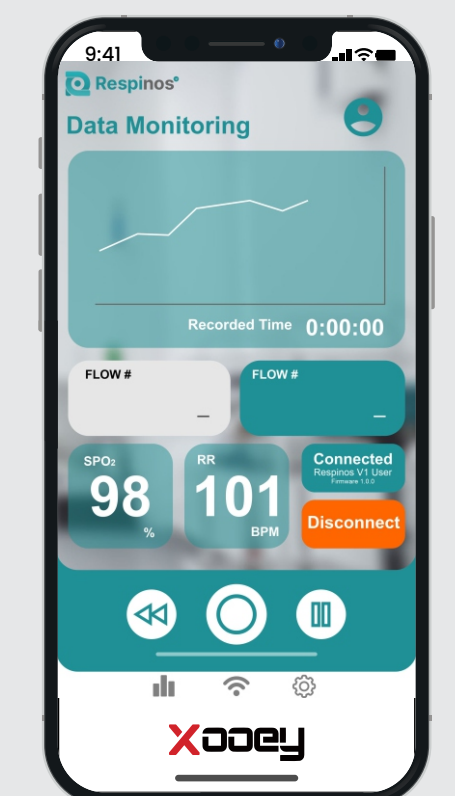 9:41
Respinos
Data Monitoring
Recorded Time 0:00:00
FLOW #
–
FLOW #
–
SPO₂
98
%
RR
101
BPM
Connected
Respinos V1 User
Firmware 1.0.0
Disconnect
Xooey